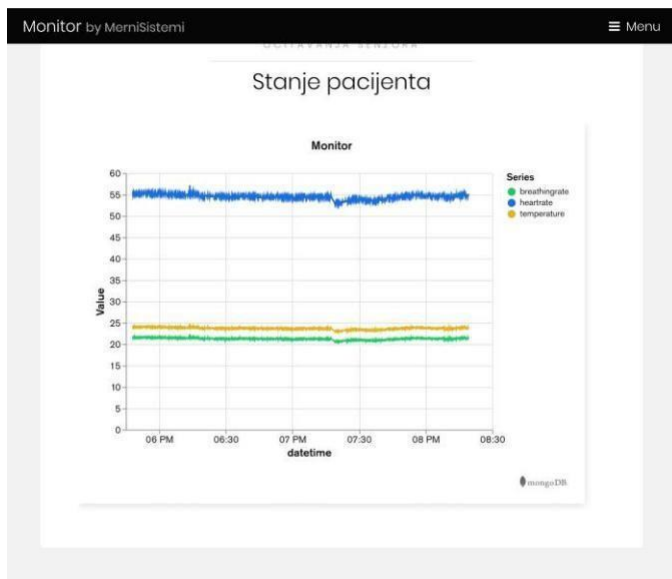 Monitor by MerniSistemi
Menu
OČITAVANJA SENZORA
Stanje pacijenta
Monitor
60
55
50
45
40
35
30
25
20
15
10
5
0
Value
06 PM
06:30
07 PM
07:30
08 PM
08:30
datetime
Series
breathingrate
heartrate
temperature
mongoDB